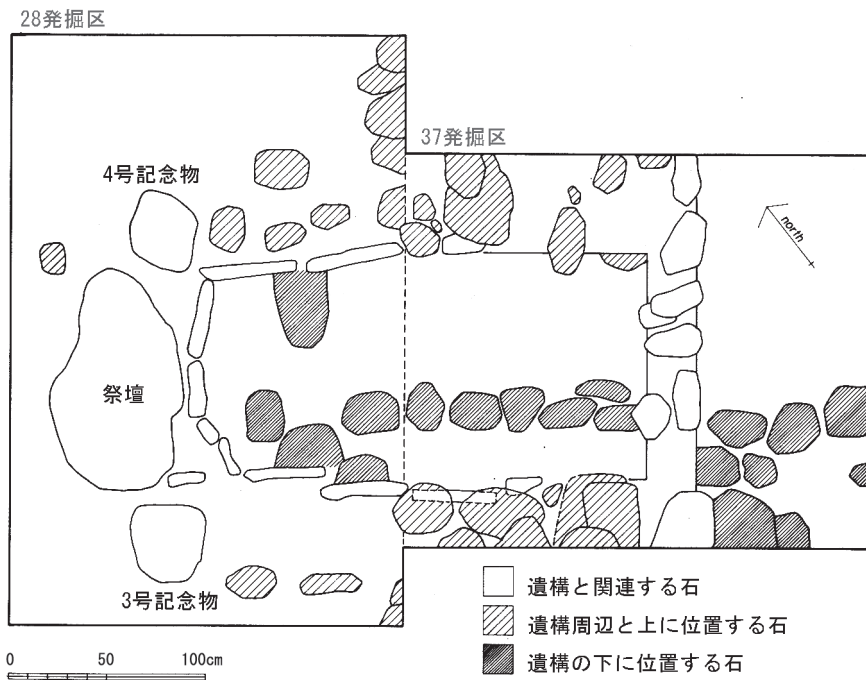 28発掘区
37発掘区
4号記念物
north
祭壇
3号記念物
遺構と関連する石
遺構周辺と上に位置する石
遺構の下に位置する石
0 50 100cm